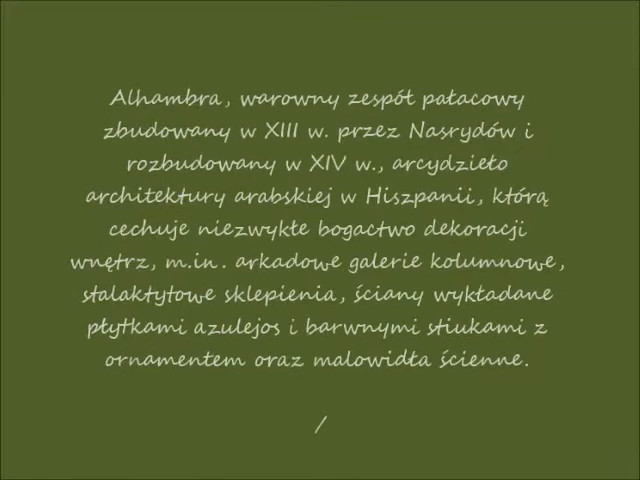 Alhambra, warowny zespół pałacowy
zbudowany w XIII w. przez Nasrydów i
rozbudowany w XIV w., arcydzieło
architektury arabskiej w Hiszpanii, którą
cechuje niezwykłe bogactwo dekoracji
wnętrz, m.in. arkadowe galerie kolumnowe,
stalaktytowe sklepienia, ściany wykładane
płytkami azulejos i barwnymi stiukami z
ornamentem oraz malowidła ścienne.
/